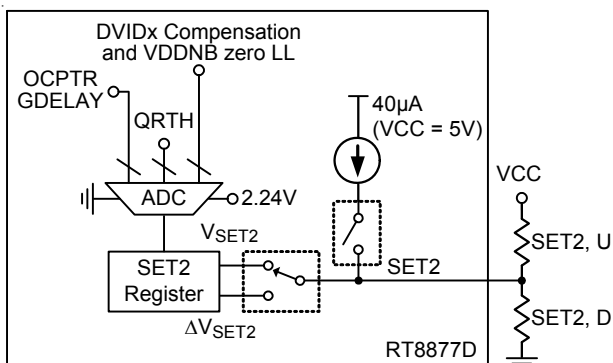 DVIDx Compensation
and VDDNB zero LL
OCPTR
GDELAY
QRTH
40µA
(VCC = 5V)
VCC
ADC
2.24V
VSET2
SET2
Register
SET2
SET2, U
SET2, D
ΔVSET2
RT8877D